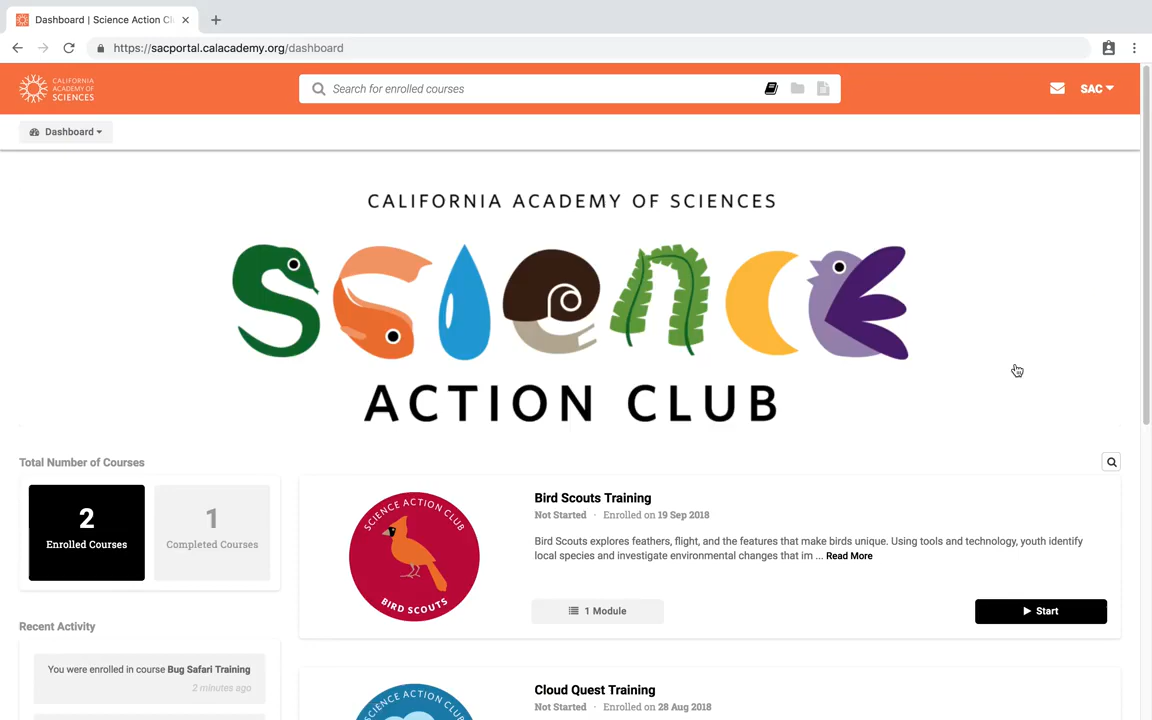 Dashboard | Science Action Cl
https://sacportal.calacademy.org/dashboard
CALIFORNIA
ACADEMY OF
SCIENCES
Search for enrolled courses
SAC
Dashboard
CALIFORNIA ACADEMY OF SCIENCES
SCIENCE
ACTION CLUB
Total Number of Courses
2
Enrolled Courses
1
Completed Courses
Recent Activity
You were enrolled in course Bug Safari Training
2 minutes ago
SCIENCE ACTION CLUB
BIRD SCOUTS
Bird Scouts Training
Not Started · Enrolled on 19 Sep 2018
Bird Scouts explores feathers, flight, and the features that make birds unique. Using tools and technology, youth identify
local species and investigate environmental changes that im ... Read More
1 Module
Start
SCIENCE ACTION CLUB
Cloud Quest Training
Not Started · Enrolled on 28 Aug 2018